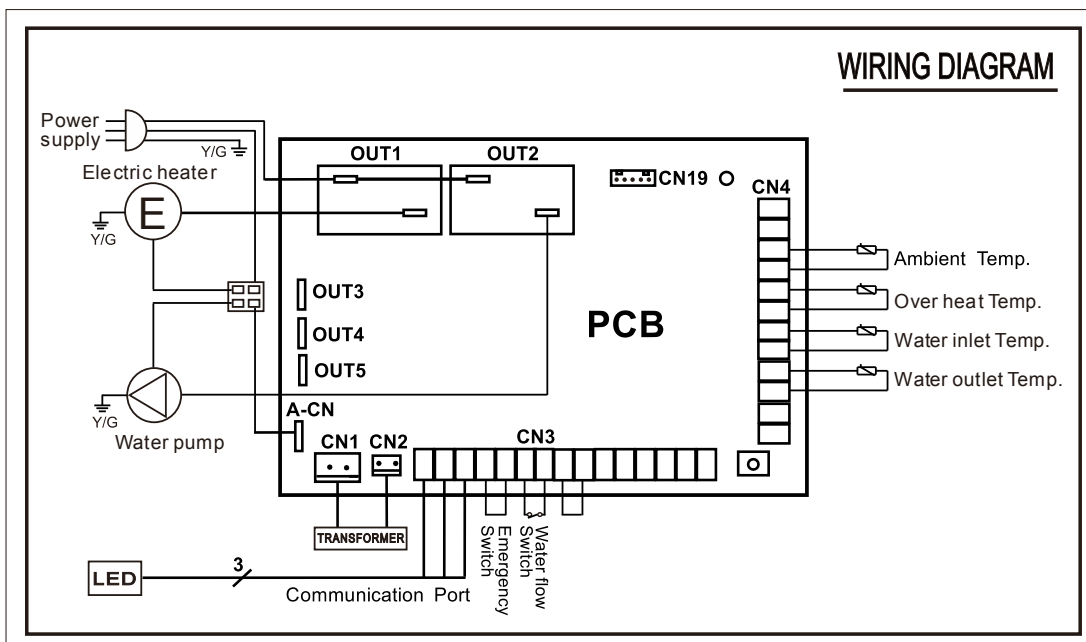 WIRING DIAGRAM
Power
supply
Y/G
Electric heater
E
Y/G
OUT1
OUT2
CN19
CN4
Ambient Temp.
Over heat Temp.
Water inlet Temp.
Water outlet Temp.
OUT3
OUT4
OUT5
PCB
Y/G
Water pump
A-CN
CN1
CN2
CN3
TRANSFORMER
Emergency
Switch
Water flow
Switch
LED
3
Communication Port